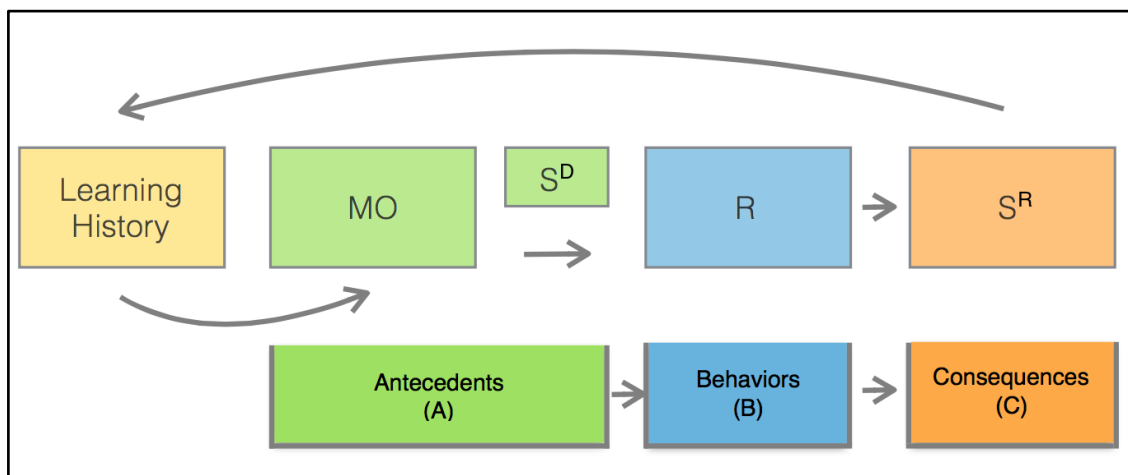 Learning
History
MO
S^D
R
S^R
Antecedents
(A)
Behaviors
(B)
Consequences
(C)